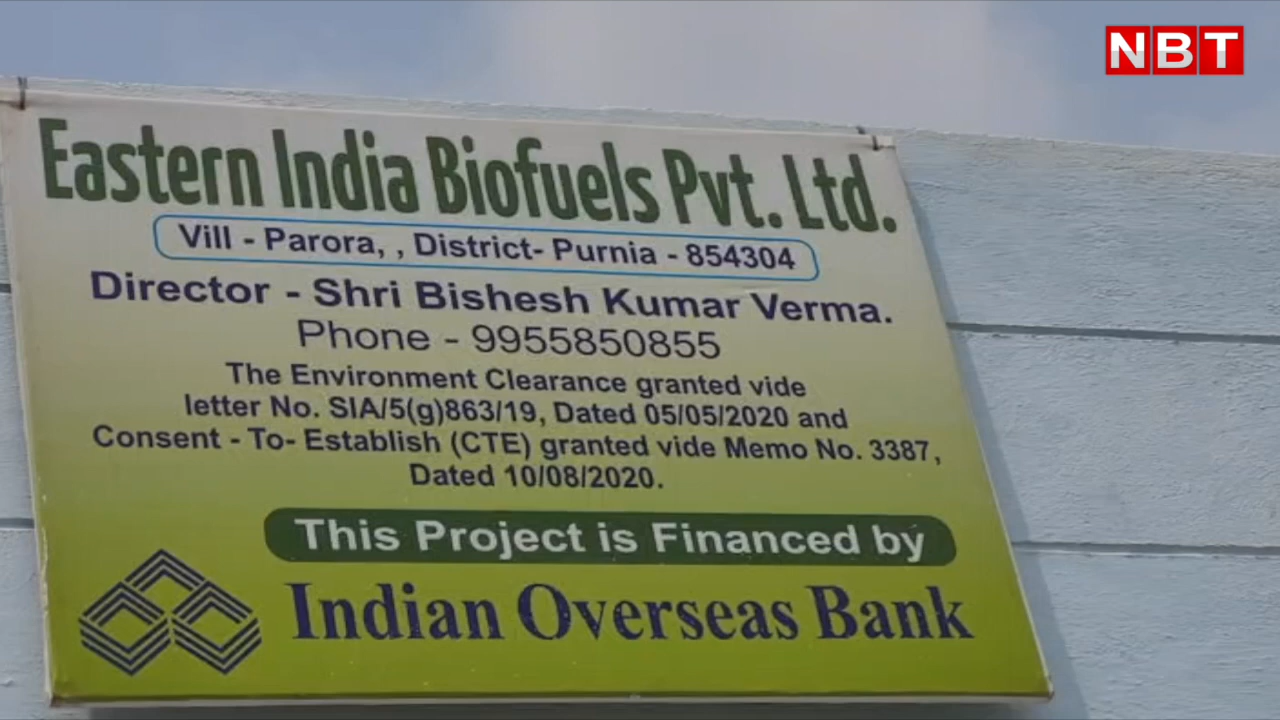 NBT
Eastern India Biofuels Pvt. Ltd.
Vill - Parora, , District- Purnia - 854304
Director - Shri Bishesh Kumar Verma.
Phone - 9955850855
The Environment Clearance granted vide
letter No. SIA/5(g)863/19, Dated 05/05/2020 and
Consent - To- Establish (CTE) granted vide Memo No. 3387,
Dated 10/08/2020.
This Project is Financed by
Indian Overseas Bank